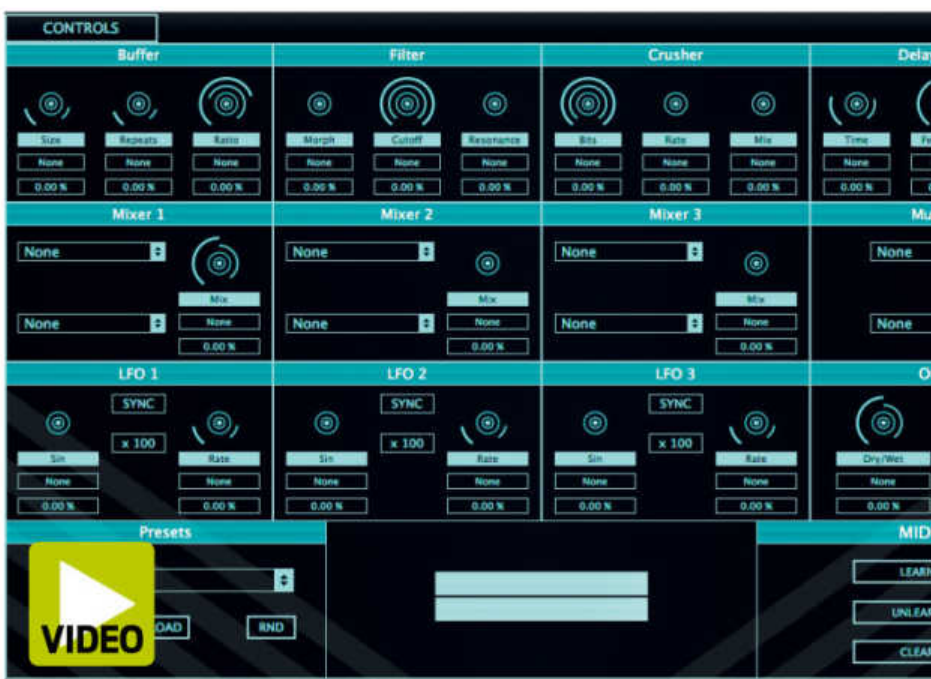 CONTROLS
Buffer Filter Crusher
Size Repeats Ratio Morph Cutoff Resonance Bits Rate Mix Time
None None None None None None None None None None
0.00 % 0.00 % 0.00 % 0.00 % 0.00 % 0.00 % 0.00 % 0.00 % 0.00 % 0.00 %
Mixer 1 Mixer 2 Mixer 3
None None None None
Mix Mix Mix
None None None None None None None
0.00 % 0.00 % 0.00 %
LFO 1 LFO 2 LFO 3
SYNC SYNC SYNC
x 100 x 100 x 100
Sin Rate Sin Rate Sin Rate Dry/Wet
None None None None None None None
0.00 % 0.00 % 0.00 % 0.00 % 0.00 % 0.00 % 0.00 %
Presets MID
LEARN
OAD RND UNLEAR
VIDEO
CLEAR